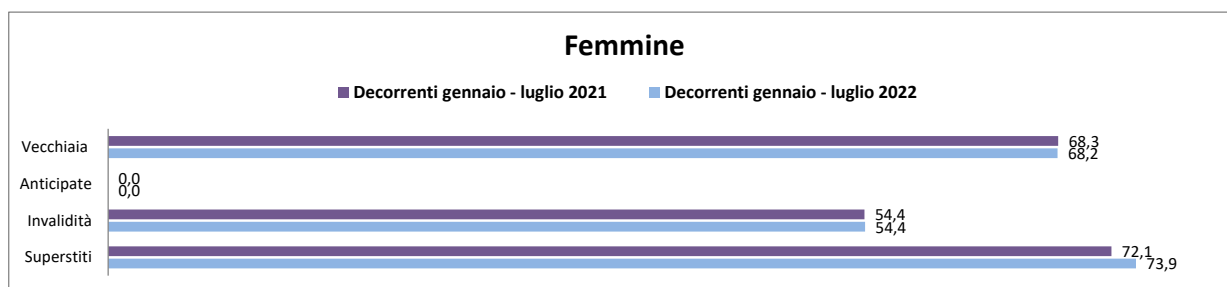 Femmine
Decorrenti gennaio - luglio 2021 Decorrenti gennaio - luglio 2022
Vecchiaia 68,3
68,2
Anticipate 0,0
0,0
Invalidità 54,4
54,4
Superstiti 72,1
73,9